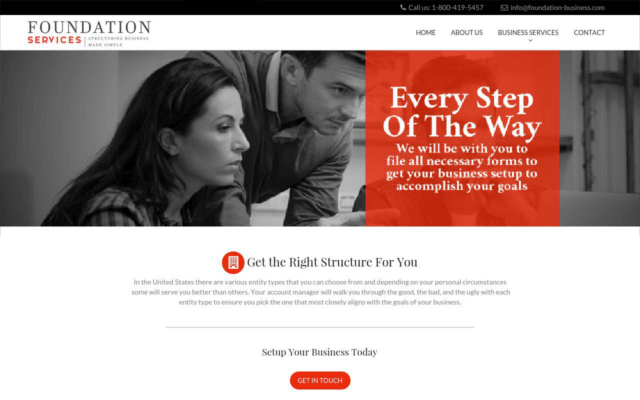 Call us: 1-800-419-5457
info@foundation-business.com
FOUNDATION
SERVICES
STRUCTURING BUSINESS
MADE SIMPLE
HOME
ABOUT US
BUSINESS SERVICES
CONTACT
Every Step
Of The Way
We will be with you to
file all necessary forms to
get your business setup to
accomplish your goals
Get the Right Structure For You
In the United States there are various entity types that you can choose from and depending on your personal circumstances
some will serve you better than others. Your account manager will walk you through the good, the bad, and the ugly with each
entity type to ensure you pick the one that most closely aligns with the goals of your business.
Setup Your Business Today
GET IN TOUCH